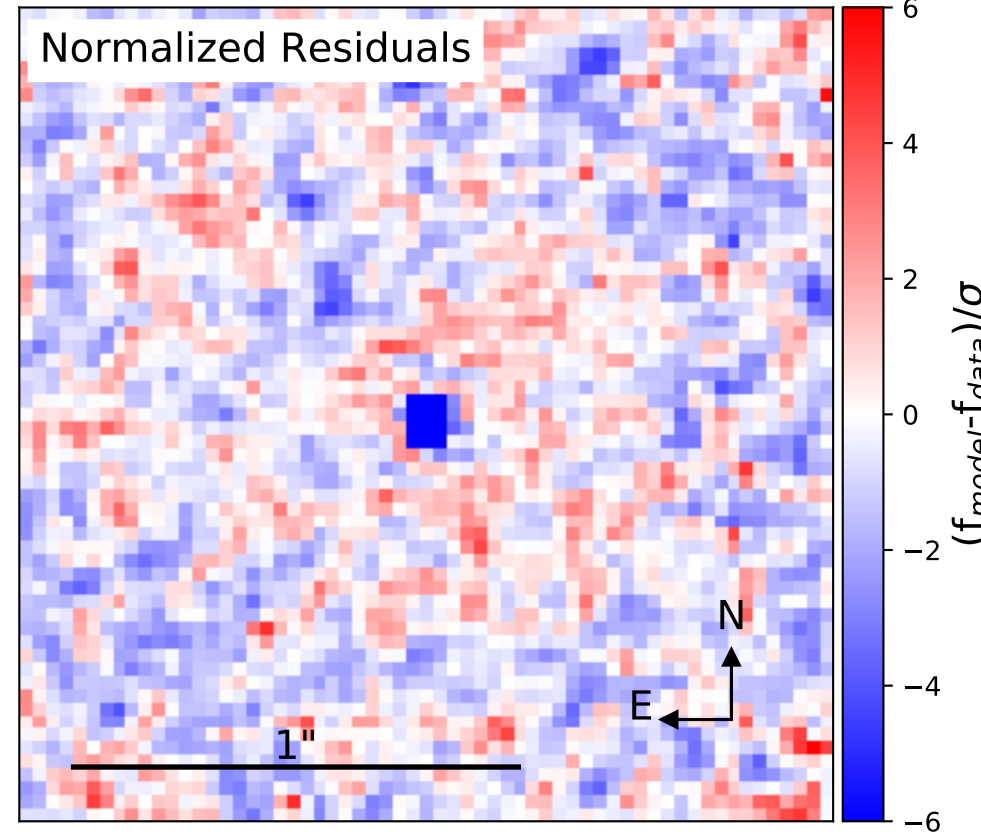 Normalized Residuals
6
4
2
0
−2
−4
−6
(f_model-f_data)/σ
N
E
1"